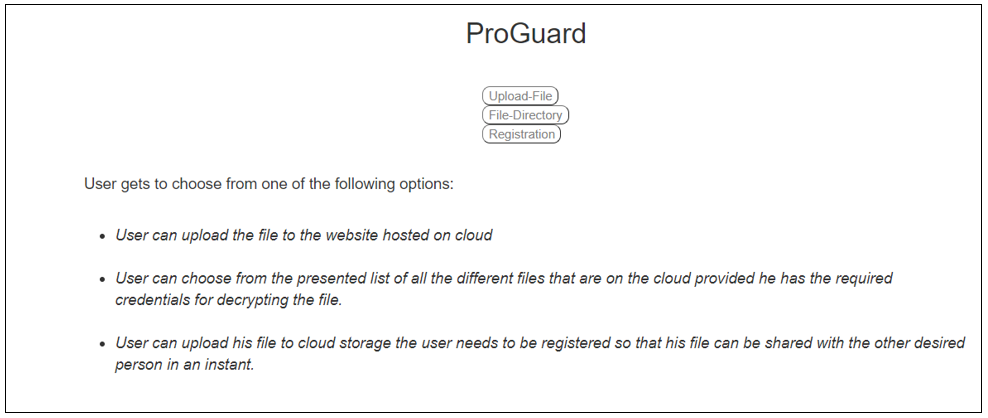 ProGuard
Upload-File
File-Directory
Registration
User gets to choose from one of the following options:
• User can upload the file to the website hosted on cloud
• User can choose from the presented list of all the different files that are on the cloud provided he has the required
credentials for decrypting the file.
• User can upload his file to cloud storage the user needs to be registered so that his file can be shared with the other desired
person in an instant.